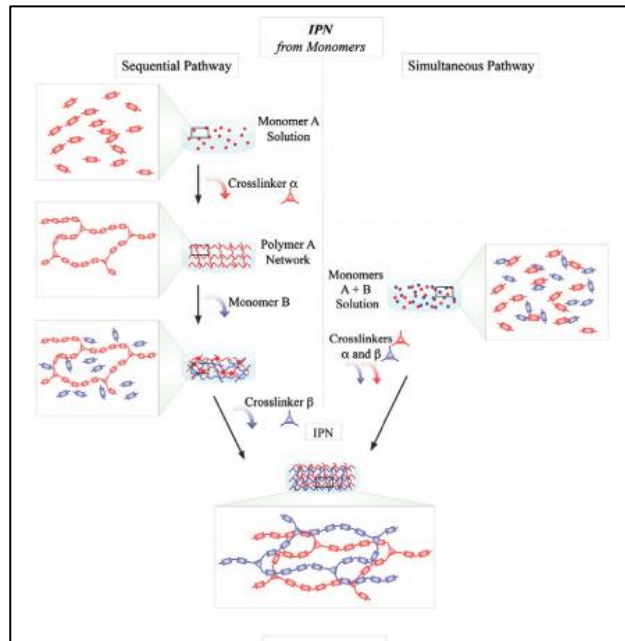 IPN
from Monomers
Sequential Pathway
Simultaneous Pathway
Monomer A
Solution
Crosslinker α
Polymer A
Network
Monomer B
Monomers
A + B
Solution
Crosslinkers
α and β
Crosslinker β
IPN